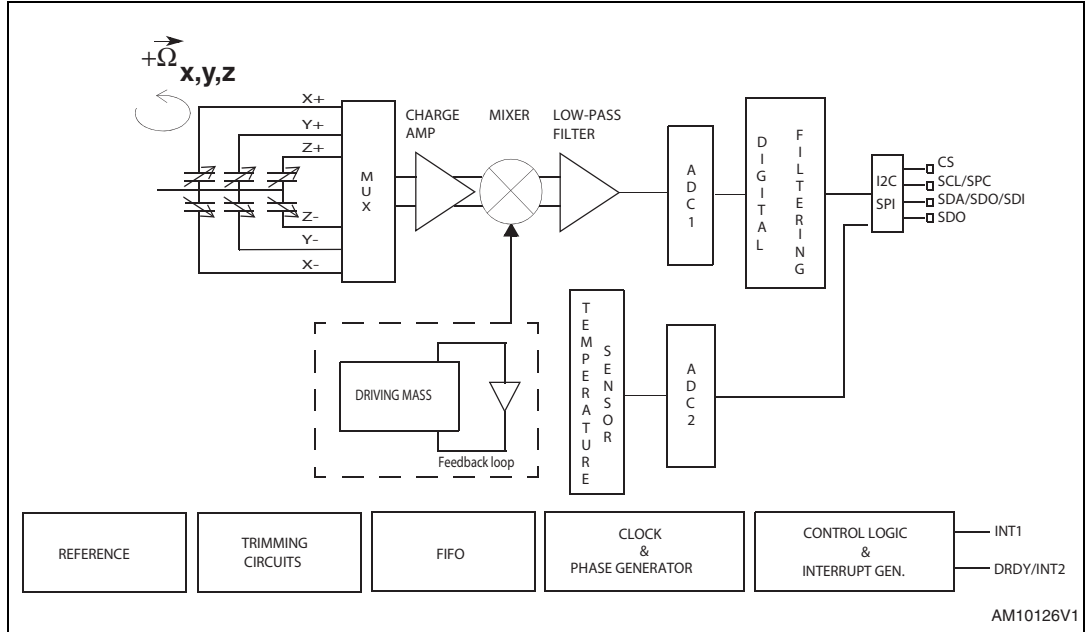 +Ω x,y,z
X+
Y+
Z+
Z-
Y-
X-
MUX
CHARGE
AMP
MIXER
LOW-PASS
FILTER
ADC1
DIGITAL
FILTERING
I2C
SPI
CS
SCL/SPC
SDA/SDO/SDI
SDO
DRIVING MASS
Feedback loop
TEMPERATURE
SENSOR
ADC2
REFERENCE
TRIMMING
CIRCUITS
FIFO
CLOCK
&
PHASE GENERATOR
CONTROL LOGIC
&
INTERRUPT GEN.
INT1
DRDY/INT2
AM10126V1